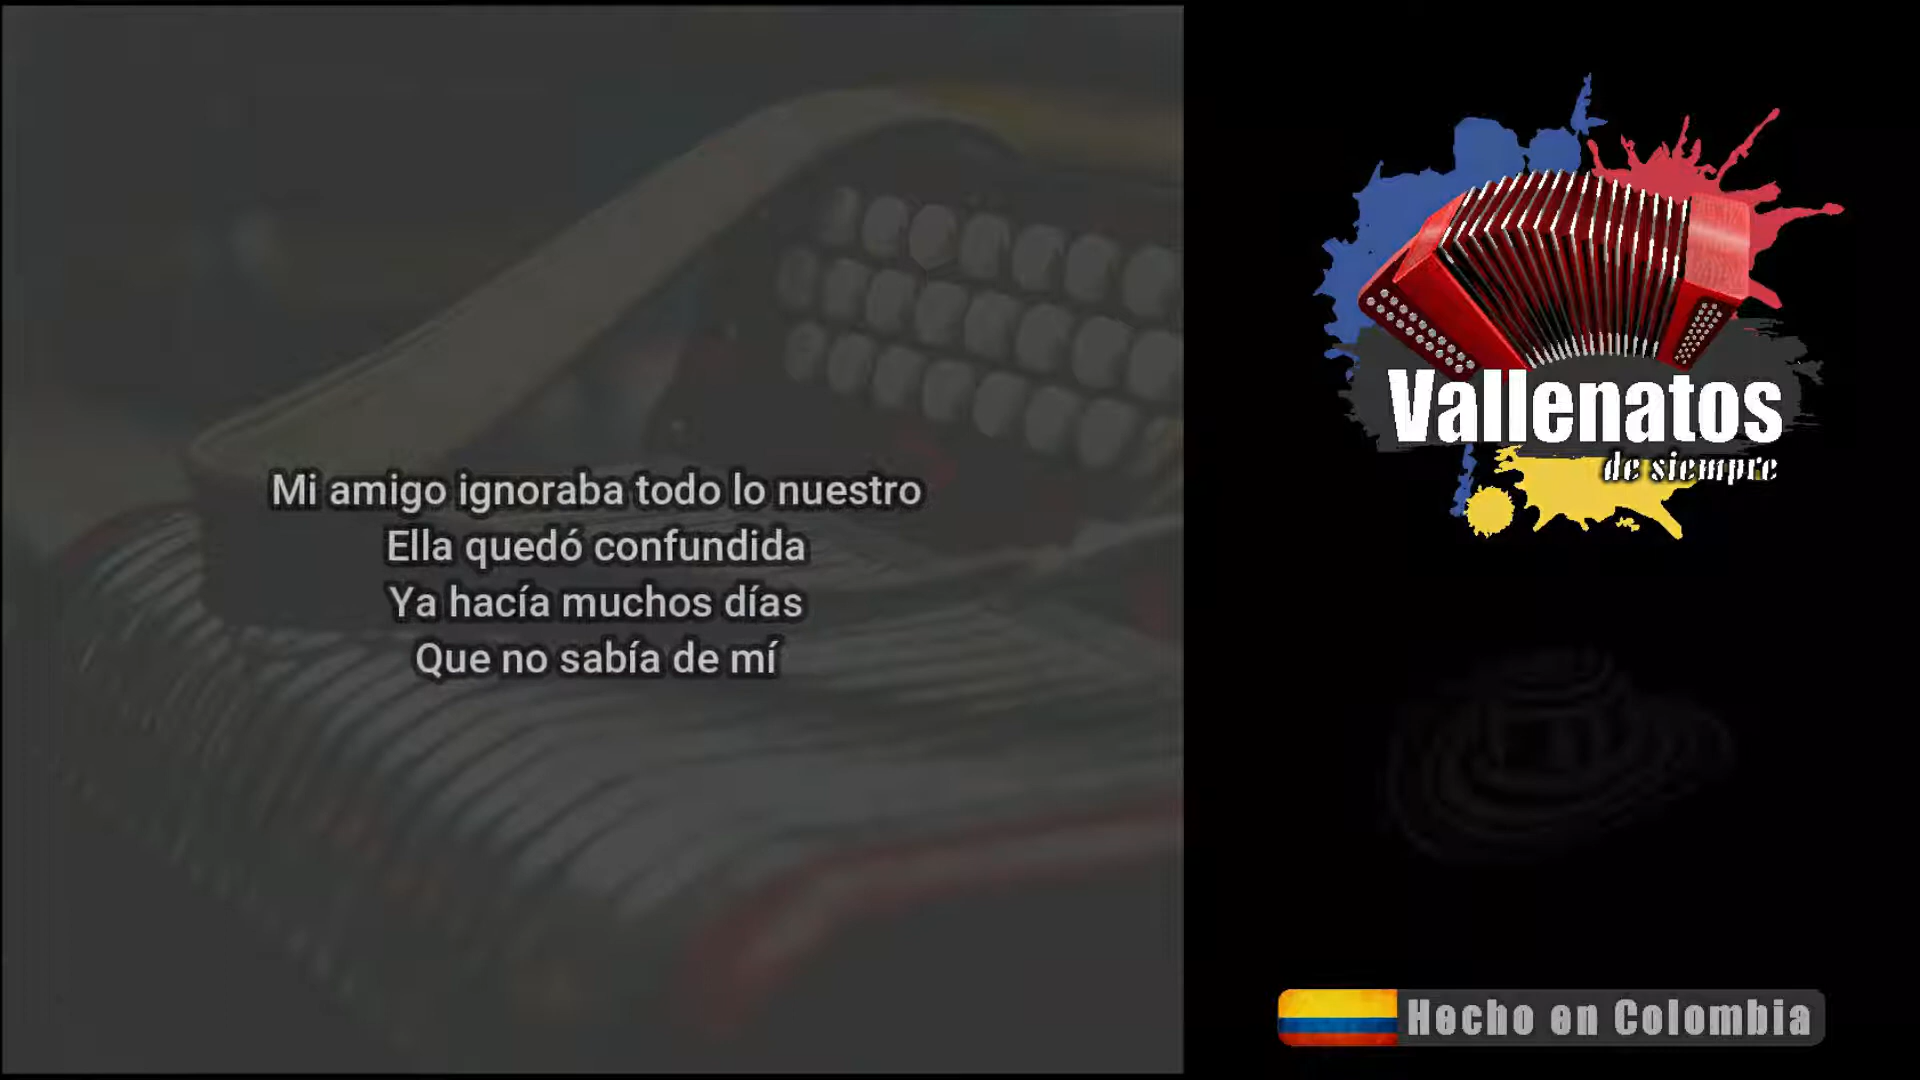 Mi amigo ignoraba todo lo nuestro
Ella quedó confundida
Ya hacía muchos días
Que no sabía de mí
Vallenatos
de siempre
Hecho en Colombia